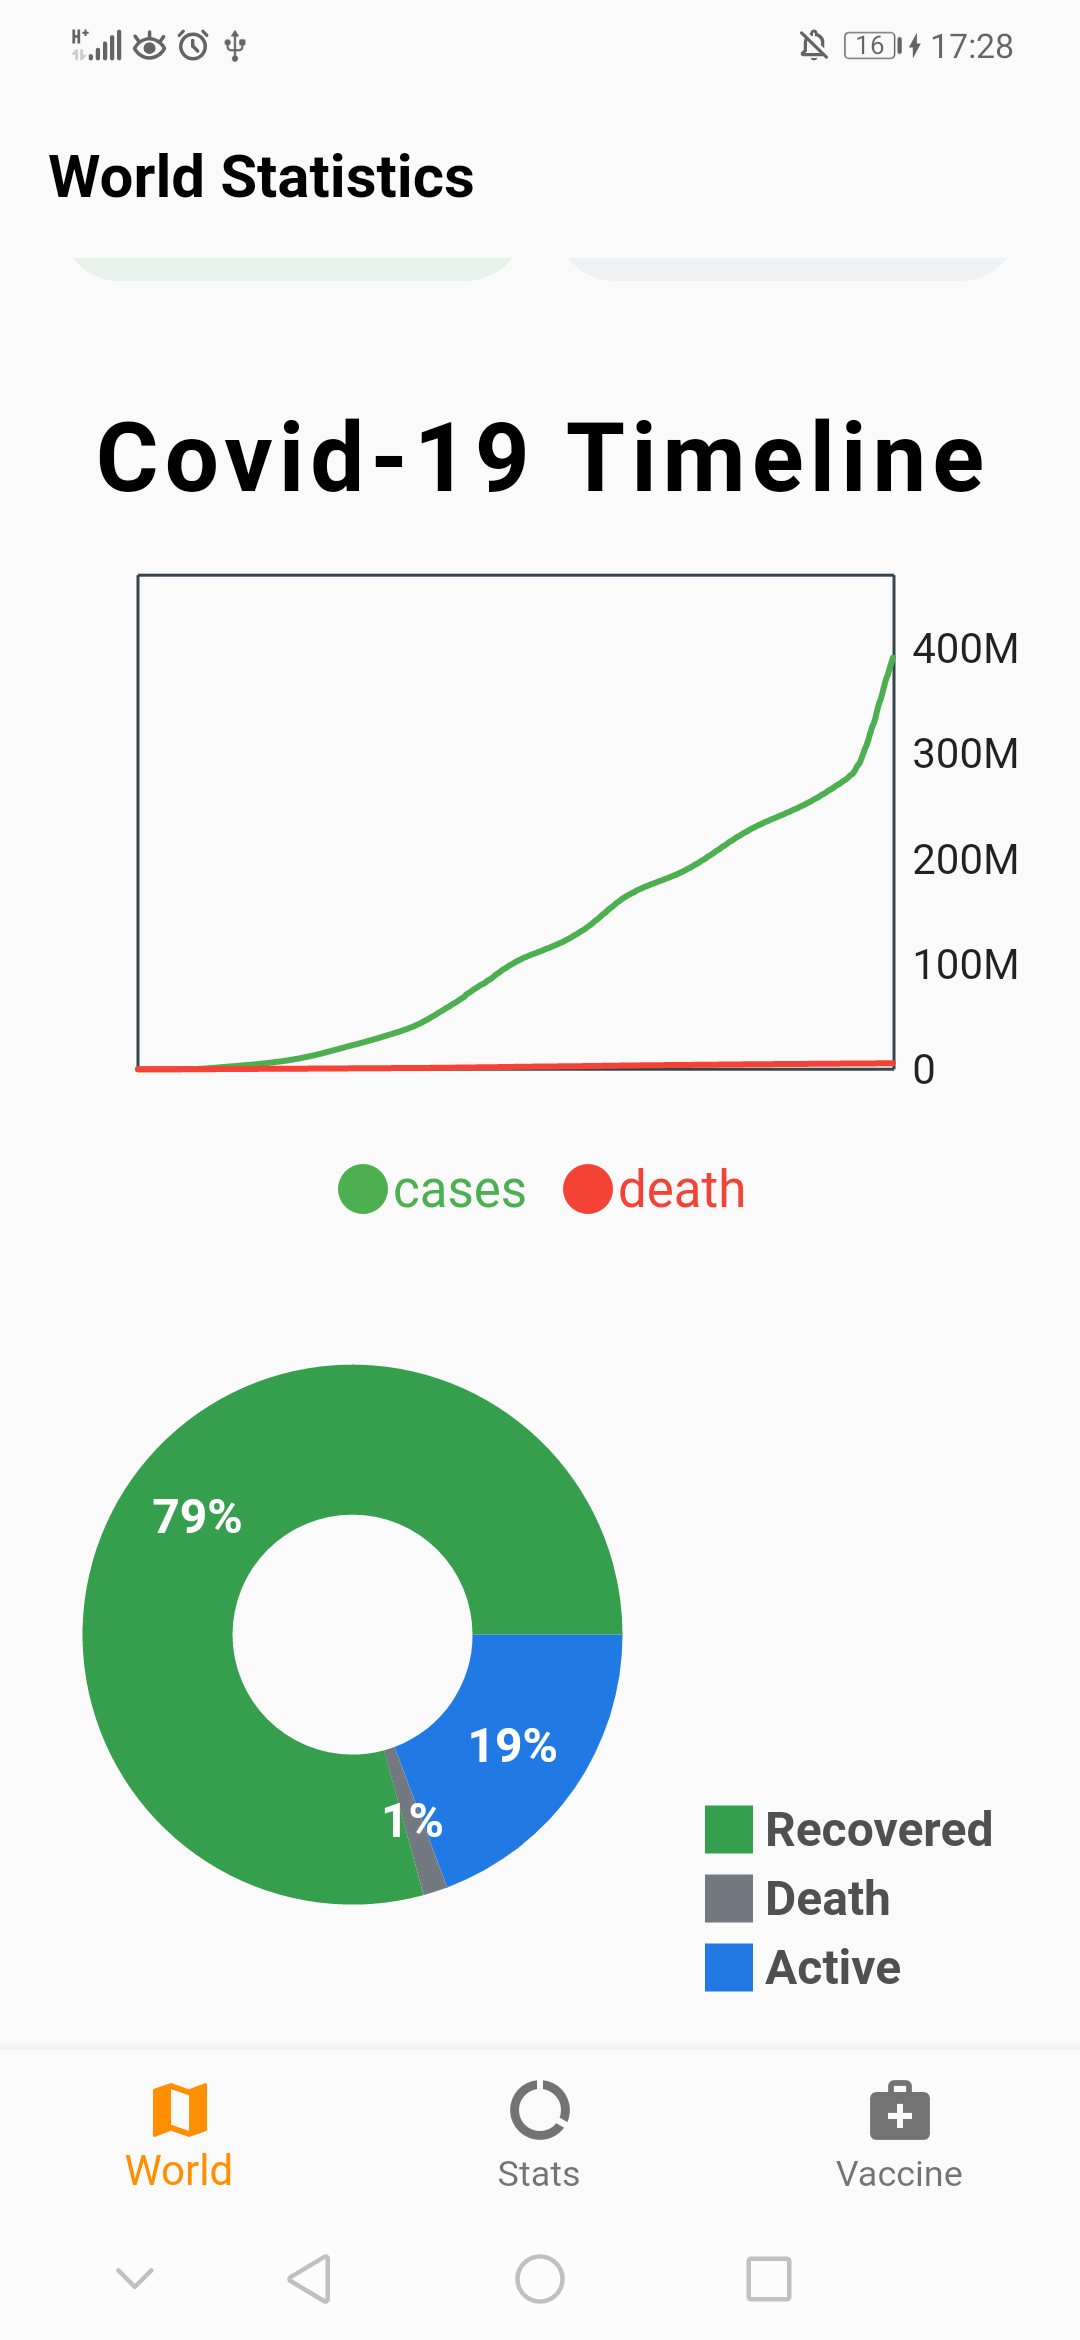 H+ 16 17:28
World Statistics
Covid-19 Timeline
400M
300M
200M
100M
0
cases death
79%
19%
1%
Recovered
Death
Active
World Stats Vaccine